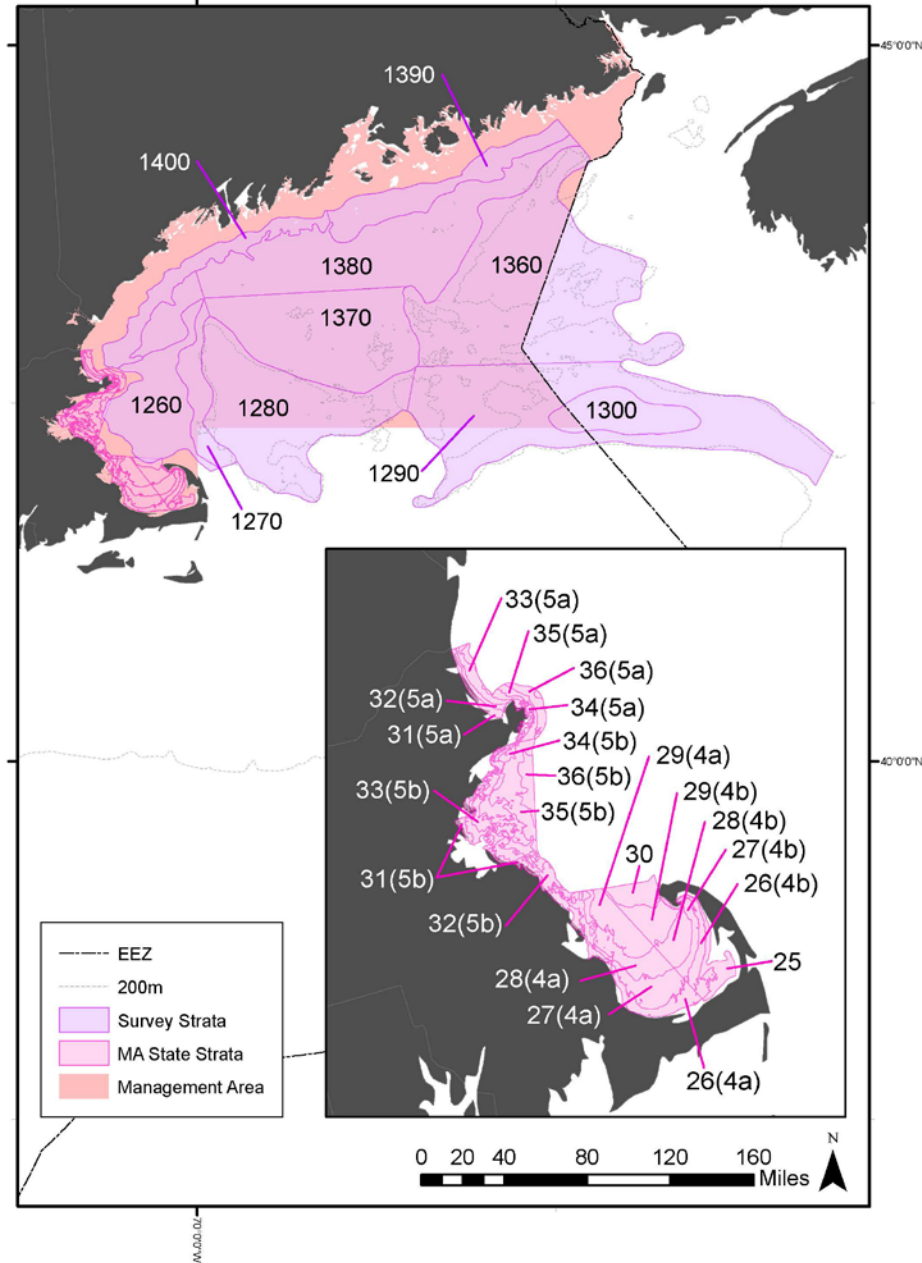 45°0'0"N
1390
1400
1380
1360
1370
1260
1280
1300
1290
1270
33(5a)
35(5a)
36(5a)
32(5a)
34(5a)
31(5a)
34(5b)
29(4a)
36(5b)
29(4b)
33(5b)
35(5b)
28(4b)
40°0'0"N
30
27(4b)
31(5b)
26(4b)
32(5b)
25
28(4a)
27(4a)
26(4a)
EEZ
200m
Survey Strata
MA State Strata
Management Area
0 10 20 40 80 120 160
Miles
N
70°0'0"W